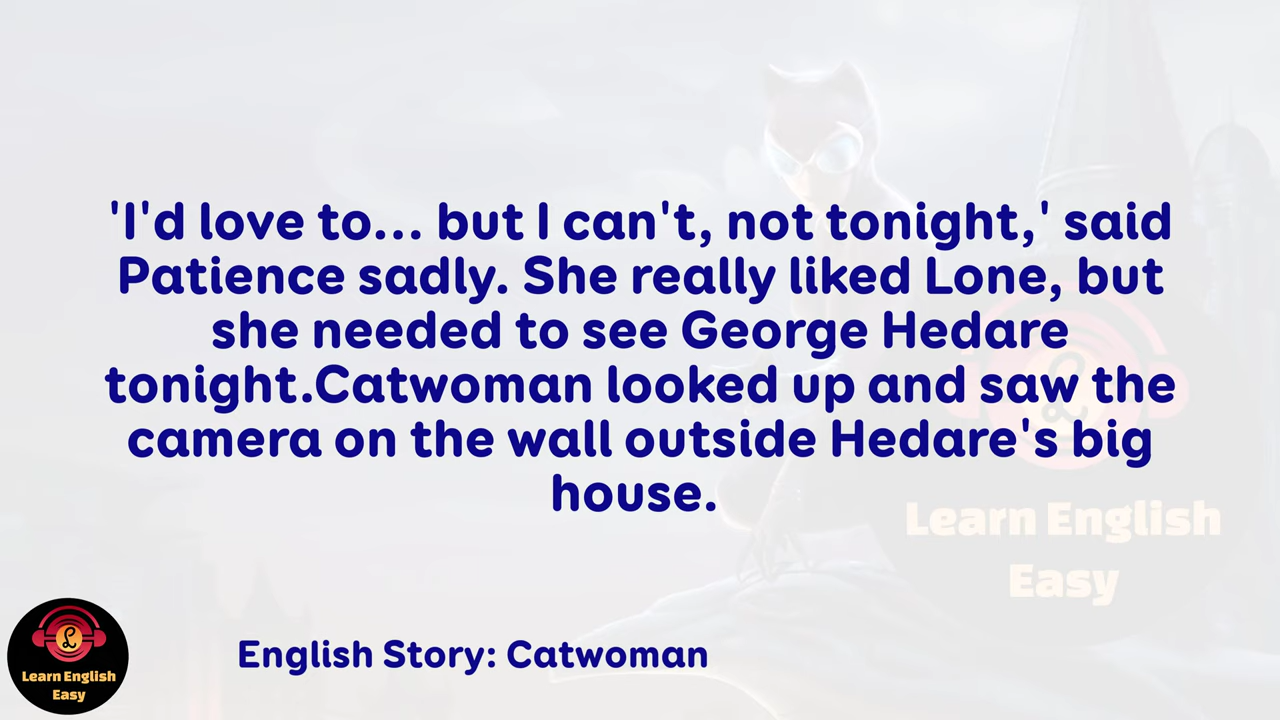 'I'd love to... but I can't, not tonight,' said
Patience sadly. She really liked Lone, but
she needed to see George Hedare
tonight.Catwoman looked up and saw the
camera on the wall outside Hedare's big
house.
Learn English
Easy
English Story: Catwoman
Learn English
Easy